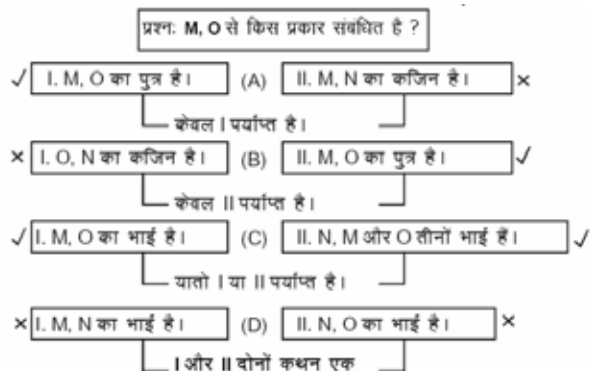 प्रश्न: M, O से किस प्रकार संबंधित है ?
✓ I. M, O का पुत्र है। (A) II. M, N का कजिन है। ×
केवल I पर्याप्त है।
× I. O, N का कजिन है। (B) II. M, O का पुत्र है। ✓
केवल II पर्याप्त है।
✓ I. M, O का भाई है। (C) II. N, M और O तीनों भाई हैं। ✓
यातो I या II पर्याप्त है।
× I. M, N का भाई है। (D) II. N, O का भाई है। ×
I और II दोनों कथन एक